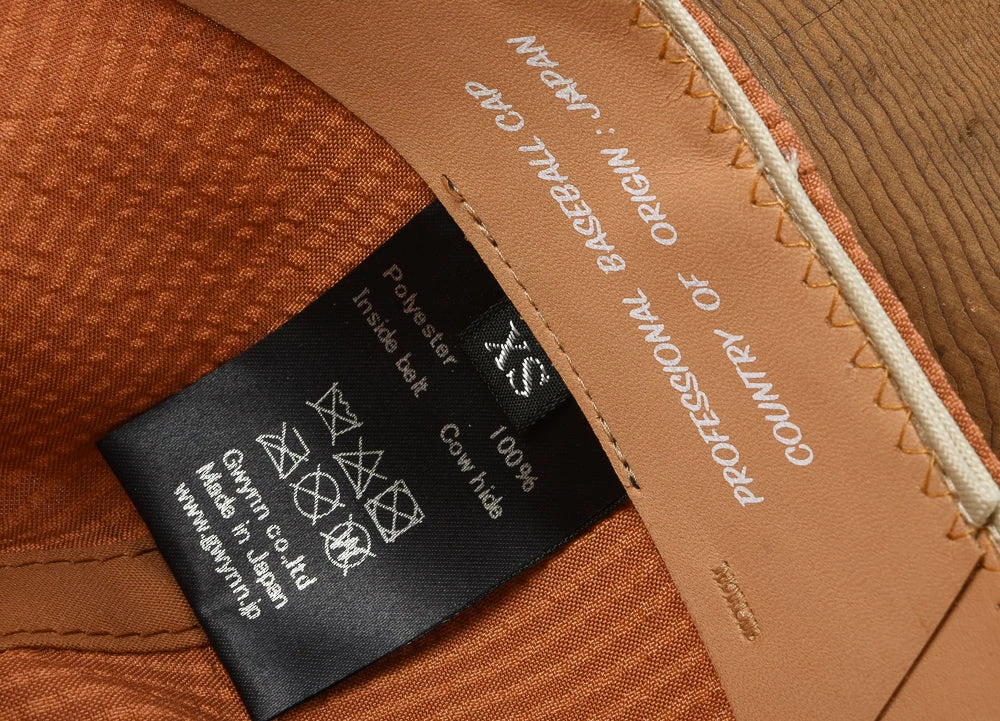 PROFESSIONAL BASEBALL CAP
COUNTRY OF ORIGIN : JAPAN
XS
Polyester 100%
Inside belt Cow hide
Gwynn co.,ltd
Made in Japan
www.gwynn.jp